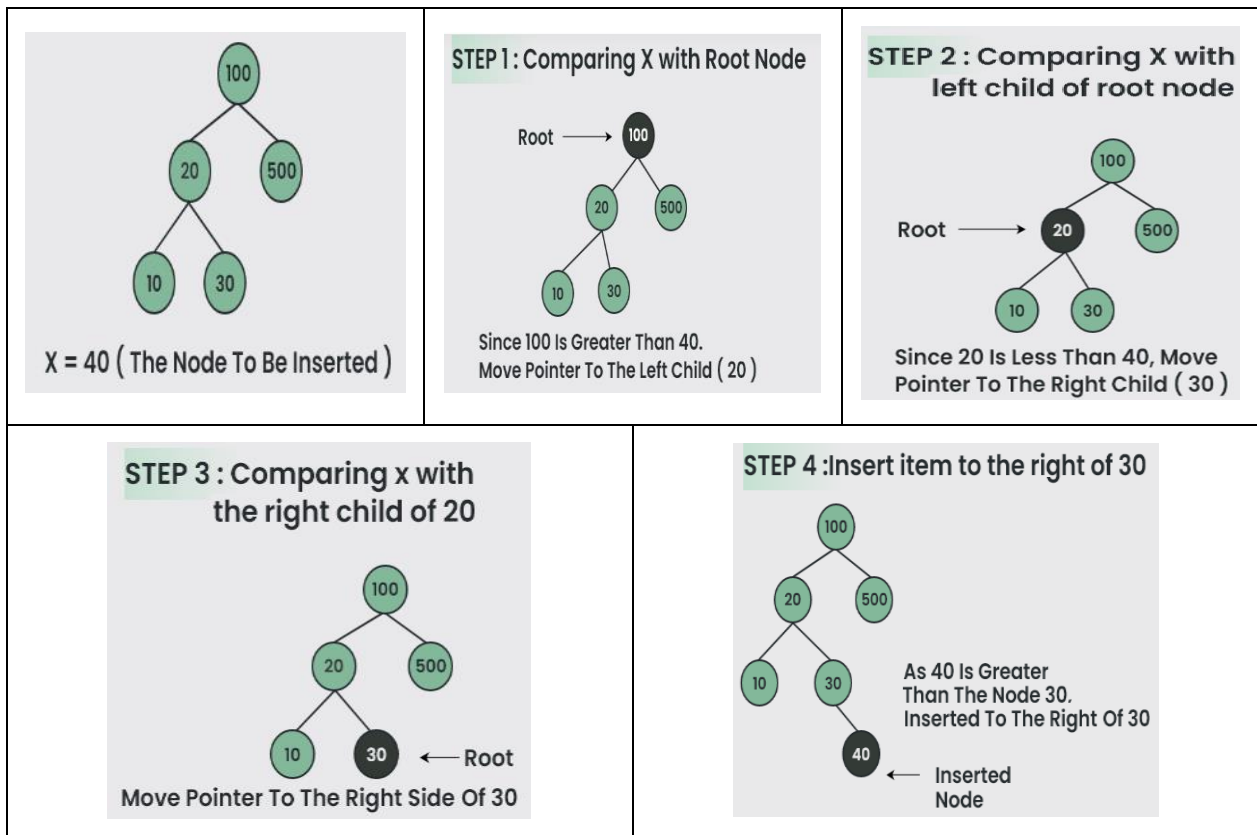 100
20
500
10
30
X = 40 ( The Node To Be Inserted )
STEP 1 : Comparing X with Root Node
Root
100
20
500
10
30
Since 100 Is Greater Than 40.
Move Pointer To The Left Child ( 20 )
STEP 2 : Comparing X with
left child of root node
100
Root
20
500
10
30
Since 20 Is Less Than 40, Move
Pointer To The Right Child ( 30 )
STEP 3 : Comparing x with
the right child of 20
100
20
500
10
30
Root
Move Pointer To The Right Side Of 30
STEP 4 :Insert item to the right of 30
100
20
500
10
30
As 40 Is Greater
Than The Node 30.
Inserted To The Right Of 30
40
Inserted
Node